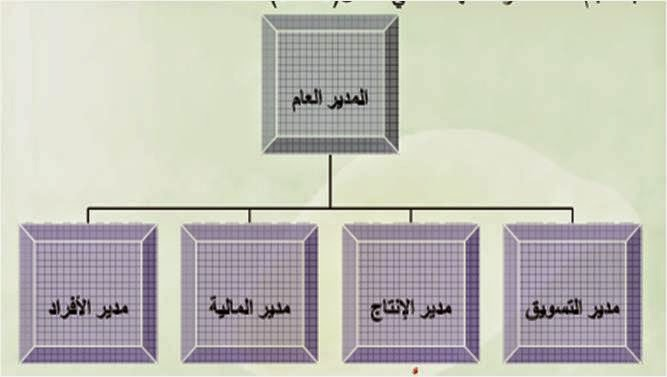 المدير العام
مدير التسويق
مدير الإنتاج
مدير المالية
مدير الأفراد